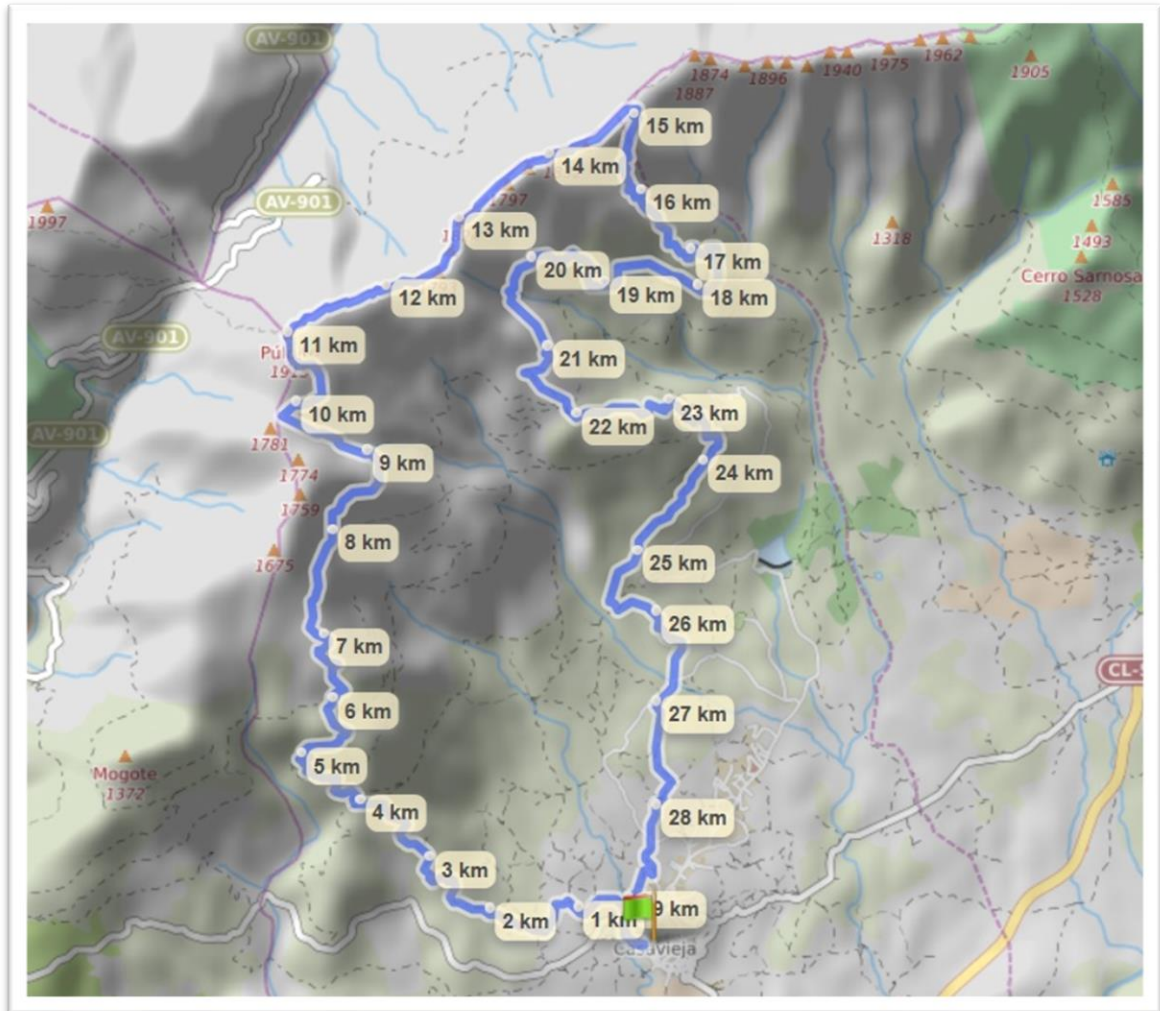 AV-901
1874
1887
1896
1940
1975
1962
1905
15 km
14 km
1797
16 km
1585
1493
Cerro Sarnosa
1528
AV-901
1997
13 km
1318
17 km
20 km
19 km
18 km
12 km
AV-901
11 km
21 km
10 km
AV-901
1781
22 km
23 km
9 km
1774
24 km
1759
8 km
1675
25 km
26 km
7 km
6 km
27 km
5 km
Mogote
1372
4 km
28 km
3 km
2 km
1 km
9 km
Casavieja